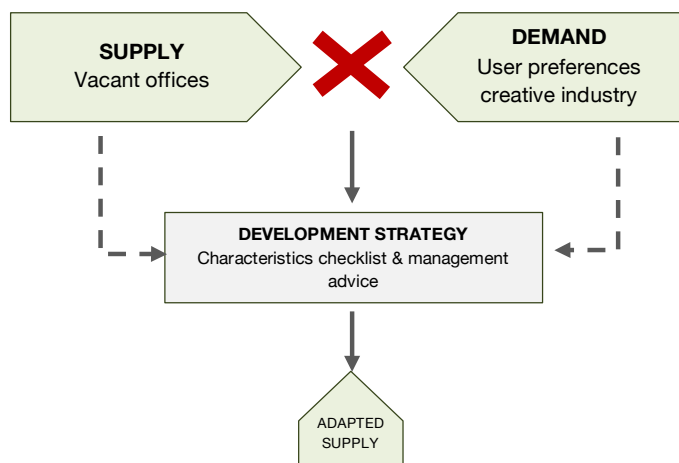 SUPPLY
Vacant offices
DEMAND
User preferences
creative industry
DEVELOPMENT STRATEGY
Characteristics checklist & management
advice
ADAPTED
SUPPLY